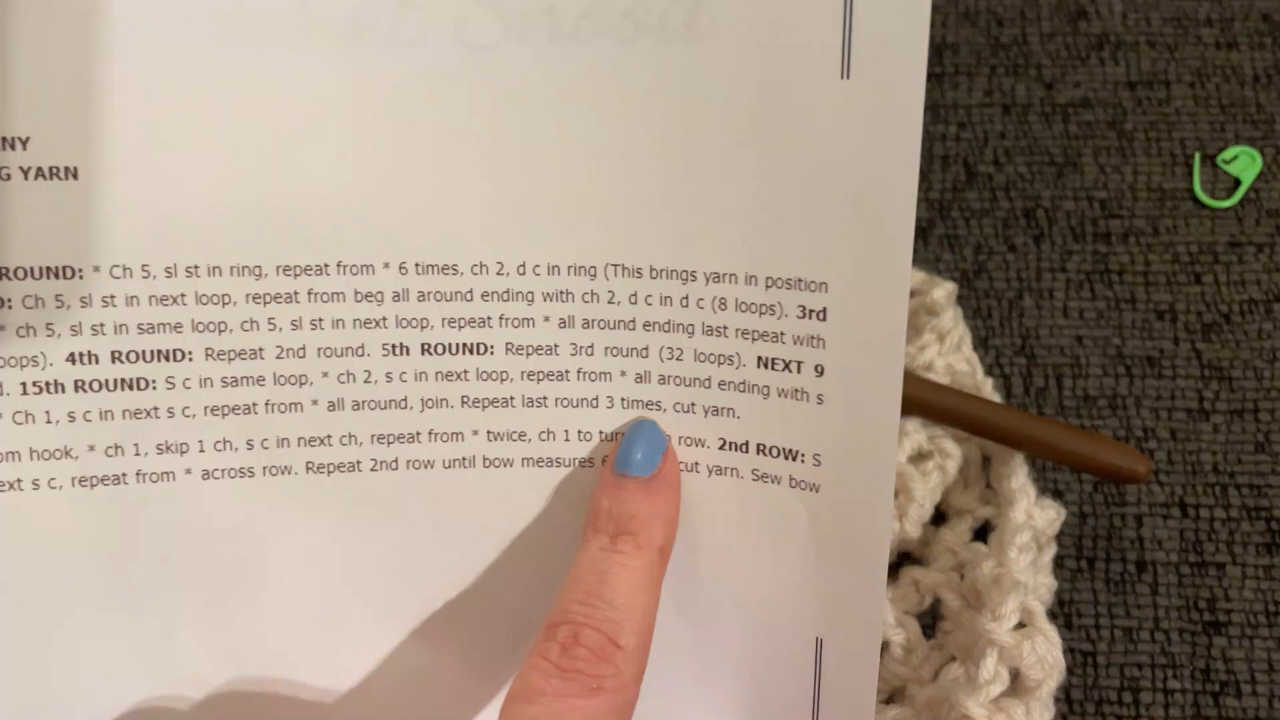 NY
G YARN
ROUND: * Ch 5, sl st in ring, repeat from * 6 times, ch 2, d c in ring (This brings yarn in position
: Ch 5, sl st in next loop, repeat from beg all around ending with ch 2, d c in d c (8 loops). 3rd
* ch 5, sl st in same loop, ch 5, sl st in next loop, repeat from * all around ending last repeat with
oops). 4th ROUND: Repeat 2nd round. 5th ROUND: Repeat 3rd round (32 loops). NEXT 9
. 15th ROUND: S c in same loop, * ch 2, s c in next loop, repeat from * all around ending with s
* Ch 1, s c in next s c, repeat from * all around, join. Repeat last round 3 times, cut yarn.
om hook, * ch 1, skip 1 ch, s c in next ch, repeat from * twice, ch 1 to row. 2nd ROW: S
ext s c, repeat from * across row. Repeat 2nd row until bow measures cut yarn. Sew bow